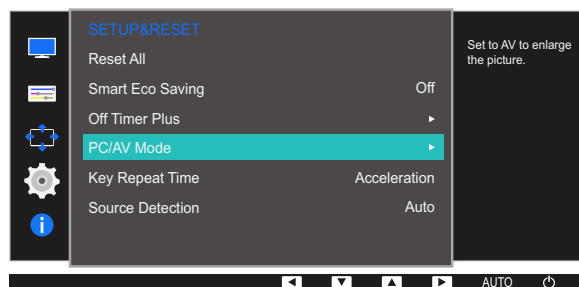 SETUP&RESET
Reset All
Smart Eco Saving Off
Off Timer Plus
PC/AV Mode
Key Repeat Time Acceleration
Source Detection Auto
Set to AV to enlarge
the picture.
AUTO